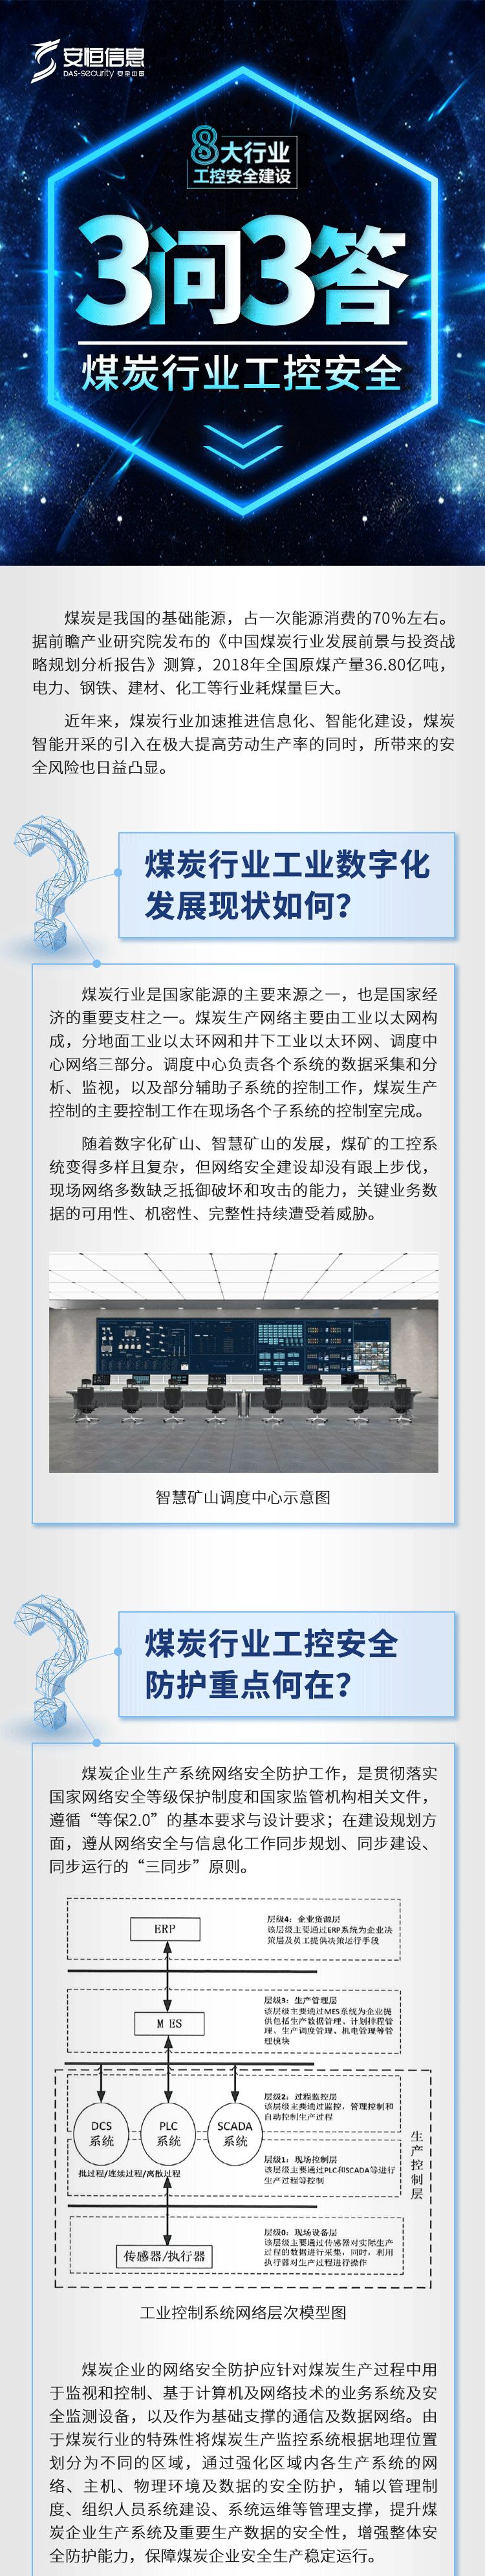 安恒信息
DAS-security 安全中国
8大行业
工控安全建设
3问3答
煤炭行业工控安全
煤炭是我国的基础能源，占一次能源消费的70%左右。
据前瞻产业研究院发布的《中国煤炭行业发展前景与投资战
略规划分析报告》测算，2018年全国原煤产量36.80亿吨，
电力、钢铁、建材、化工等行业耗煤量巨大。
近年来，煤炭行业加速推进信息化、智能化建设，煤炭
智能开采的引入在极大提高劳动生产率的同时，所带来的安
全风险也日益凸显。
煤炭行业工业数字化
发展现状如何？
煤炭行业是国家能源的主要来源之一，也是国家经
济的重要支柱之一。煤炭生产网络主要由工业以太网构
成，分地面工业以太环网和井下工业以太环网、调度中
心网络三部分。调度中心负责各个系统的数据采集和分
析、监视，以及部分辅助子系统的控制工作，煤炭生产
控制的主要控制工作在现场各个子系统的控制室完成。
随着数字化矿山、智慧矿山的发展，煤矿的工控系
统变得多样且复杂，但网络安全建设却没有跟上步伐，
现场网络多数缺乏抵御破坏和攻击的能力，关键业务数
据的可用性、机密性、完整性持续遭受着威胁。
智慧矿山调度中心示意图
煤炭行业工控安全
防护重点何在？
煤炭企业生产系统网络安全防护工作，是贯彻落实
国家网络安全等级保护制度和国家监管机构相关文件，
遵循“等保2.0”的基本要求与设计要求；在建设规划方
面，遵从网络安全与信息化工作同步规划、同步建设、
同步运行的“三同步”原则。
ERP
层级4：企业资源层
该层级主要通过ERP系统为企业决
策层及员工提供决策运行手段
MES
层级3：生产管理层
该层级主要通过MES系统为企业提
供包括生产数据管理、计划排程管
理、生产调度管理、机电管理等管
理模块
DCS
系统
PLC
系统
SCADA
系统
批过程/连续过程/离散过程
层级2：过程监控层
该层级主要通过监控、管理控制和
自动控制生产过程
层级1：现场控制层
该层级主要通过PLC和SCADA等进行
生产过程等控制
生产控制层
传感器/执行器
层级0：现场设备层
该层级主要通过传感器对实际生产
过程的数据进行采集，同时，利用
执行器对生产过程进行操作
工业控制系统网络层次模型图
煤炭企业的网络安全防护应针对煤炭生产过程中用
于监视和控制、基于计算机及网络技术的业务系统及安
全监测设备，以及作为基础支撑的通信及数据网络。由
于煤炭行业的特殊性将煤炭生产监控系统根据地理位置
划分为不同的区域，通过强化区域内各生产系统的网
络、主机、物理环境及数据的安全防护，辅以管理制
度、组织人员系统建设、系统运维等管理支撑，提升煤
炭企业生产系统及重要生产数据的安全性，增强整体安
全防护能力，保障煤炭企业安全生产稳定运行。